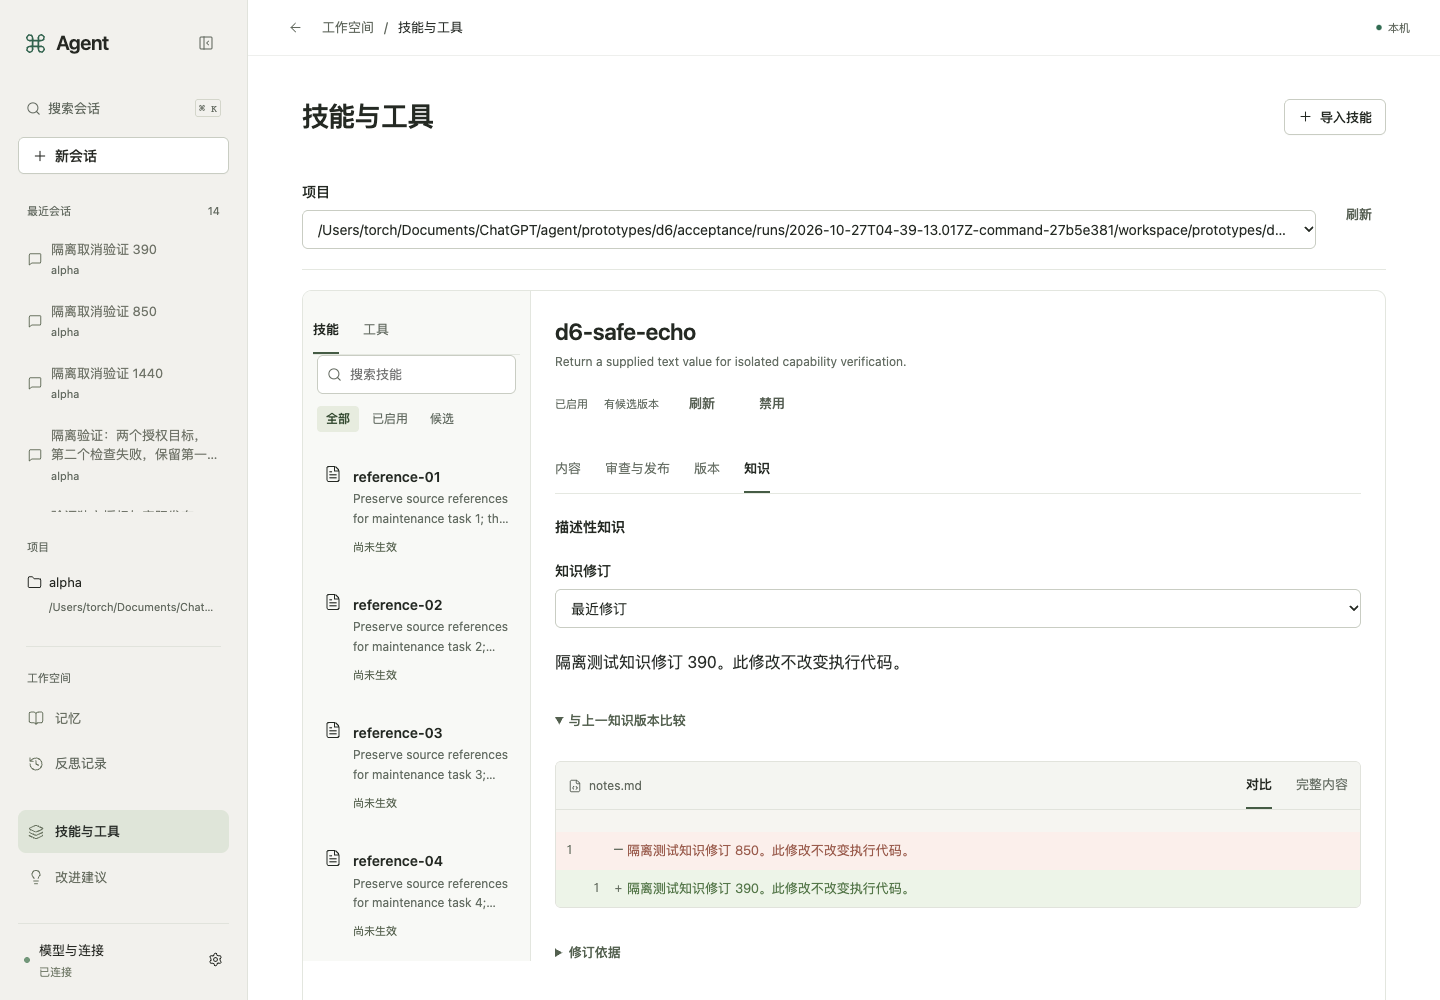 Agent
搜索会话
⌘ K
新会话
最近会话
14
隔离取消验证 390
alpha
隔离取消验证 850
alpha
隔离取消验证 1440
alpha
隔离验证：两个授权目标，
第二个检查失败，保留第一...
alpha
项目
alpha
/Users/torch/Documents/Chat...
工作空间
记忆
反思记录
技能与工具
改进建议
模型与连接
已连接
工作空间 / 技能与工具
本机
技能与工具
导入技能
项目
/Users/torch/Documents/ChatGPT/agent/prototypes/d6/acceptance/runs/2026-10-27T04-39-13.017Z-command-27b5e381/workspace/prototypes/d...
刷新
技能
工具
搜索技能
全部
已启用
候选
reference-01
Preserve source references
for maintenance task 1; th...
尚未生效
reference-02
Preserve source references
for maintenance task 2;...
尚未生效
reference-03
Preserve source references
for maintenance task 3;...
尚未生效
reference-04
Preserve source references
for maintenance task 4;...
尚未生效
d6-safe-echo
Return a supplied text value for isolated capability verification.
已启用
有候选版本
刷新
禁用
内容
审查与发布
版本
知识
描述性知识
知识修订
最近修订
隔离测试知识修订 390。此修改不改变执行代码。
与上一知识版本比较
notes.md
对比
完整内容
1 − 隔离测试知识修订 850。此修改不改变执行代码。
1 + 隔离测试知识修订 390。此修改不改变执行代码。
修订依据